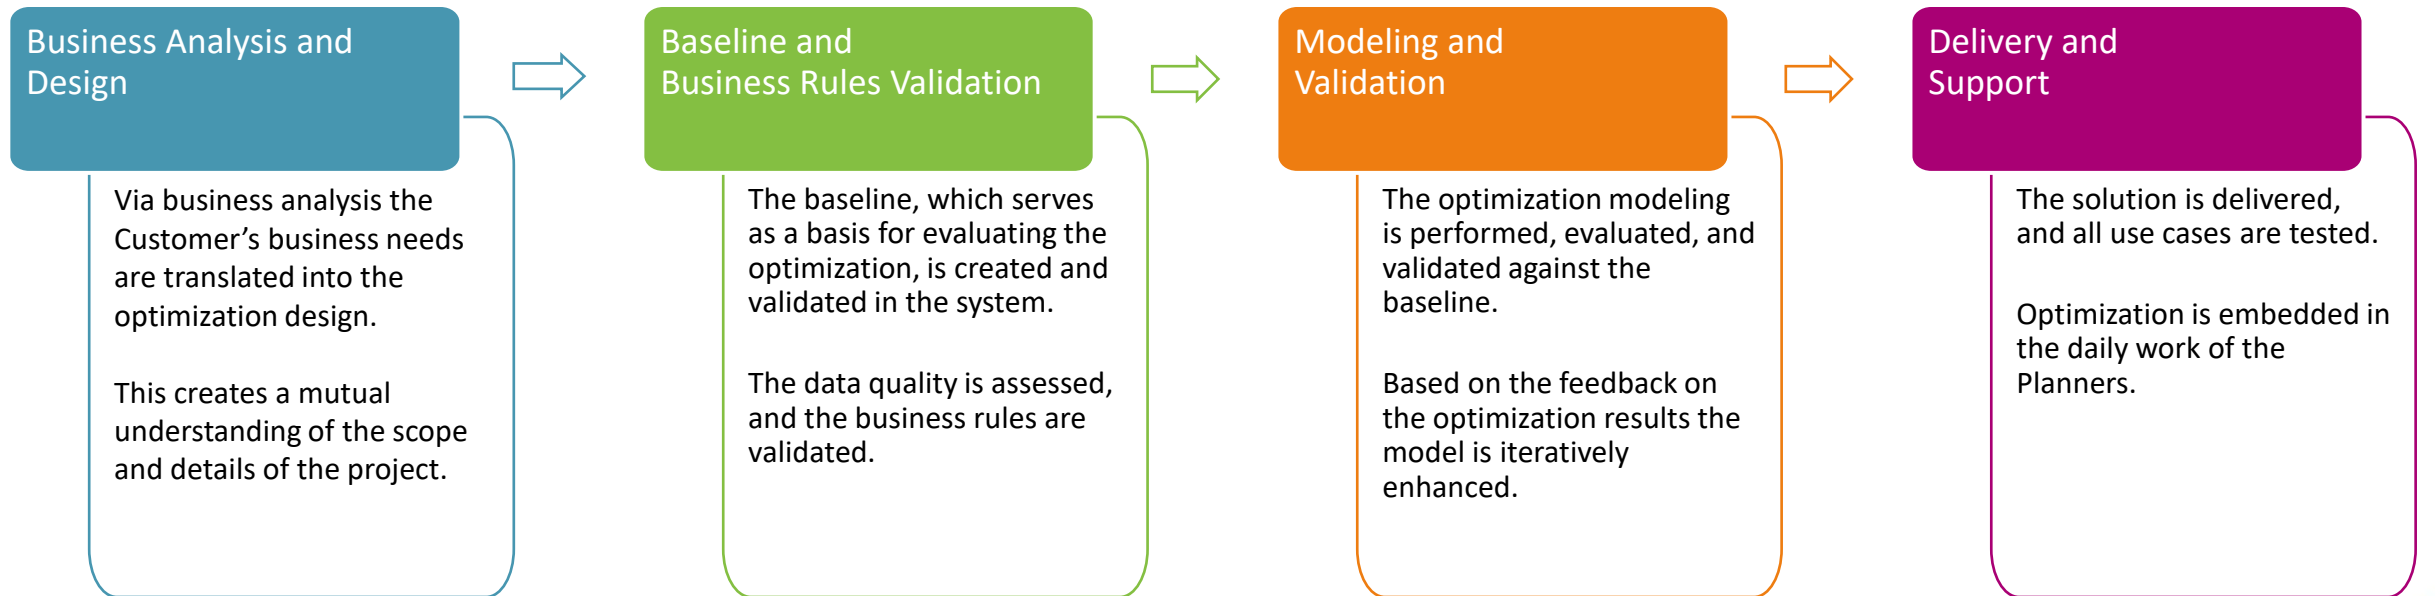 Business Analysis and
Design
Via business analysis the
Customer’s business needs
are translated into the
optimization design.
This creates a mutual
understanding of the scope
and details of the project.
Baseline and
Business Rules Validation
The baseline, which serves
as a basis for evaluating the
optimization, is created and
validated in the system.
The data quality is assessed,
and the business rules are
validated.
Modeling and
Validation
The optimization modeling
is performed, evaluated, and
validated against the
baseline.
Based on the feedback on
the optimization results the
model is iteratively
enhanced.
Delivery and
Support
The solution is delivered,
and all use cases are tested.
Optimization is embedded in
the daily work of the
Planners.